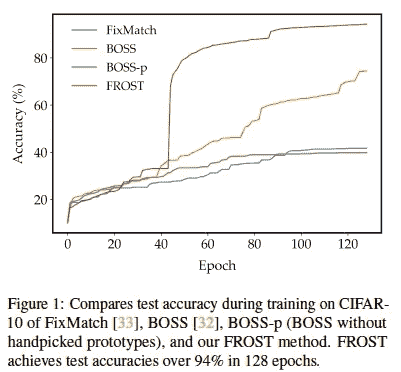 FixMatch
BOSS
BOSS-p
FROST
Accuracy (%)
80
60
40
20
0
20
40
60
80
100
120
Epoch
Figure 1: Compares test accuracy during training on CIFAR-
10 of FixMatch [33], BOSS [32], BOSS-p (BOSS without
handpicked prototypes), and our FROST method. FROST
achieves test accuracies over 94% in 128 epochs.